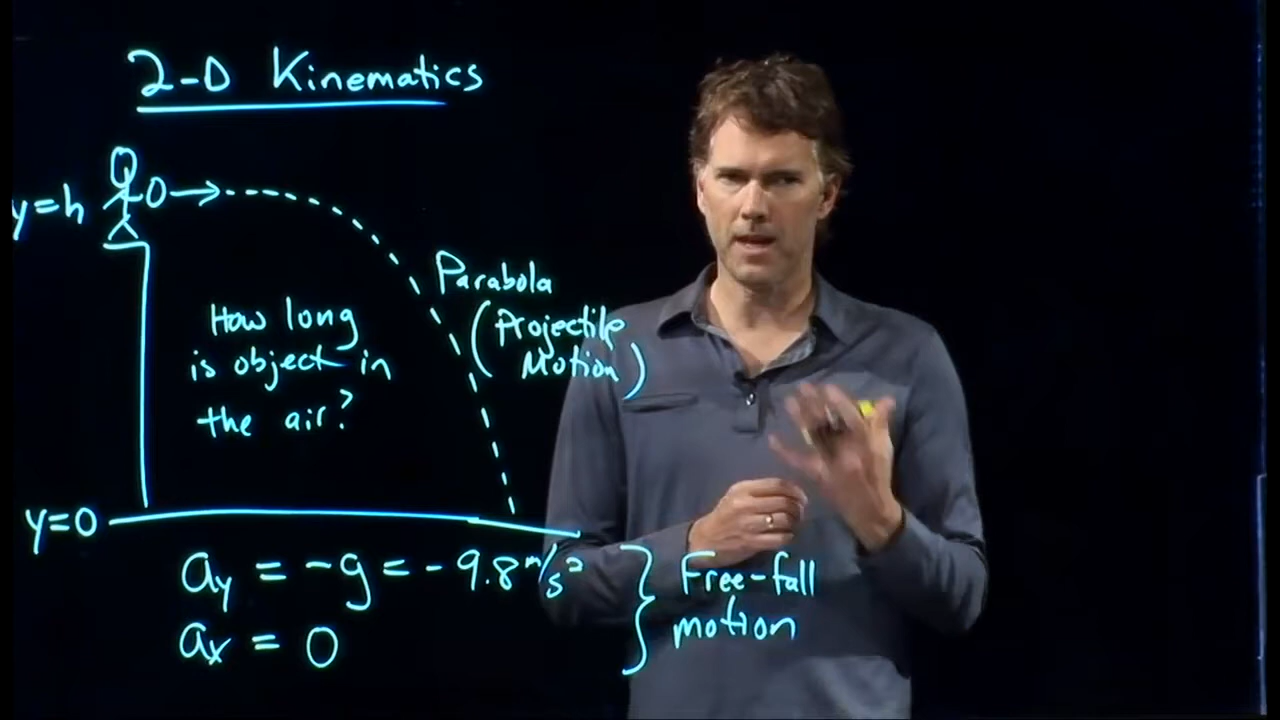 2-D Kinematics
y=h
Parabola
(Projectile
Motion)
How long
is object in
the air?
y=0
ay = -g = -9.8 m/s²
ax = 0
} Free-fall
motion